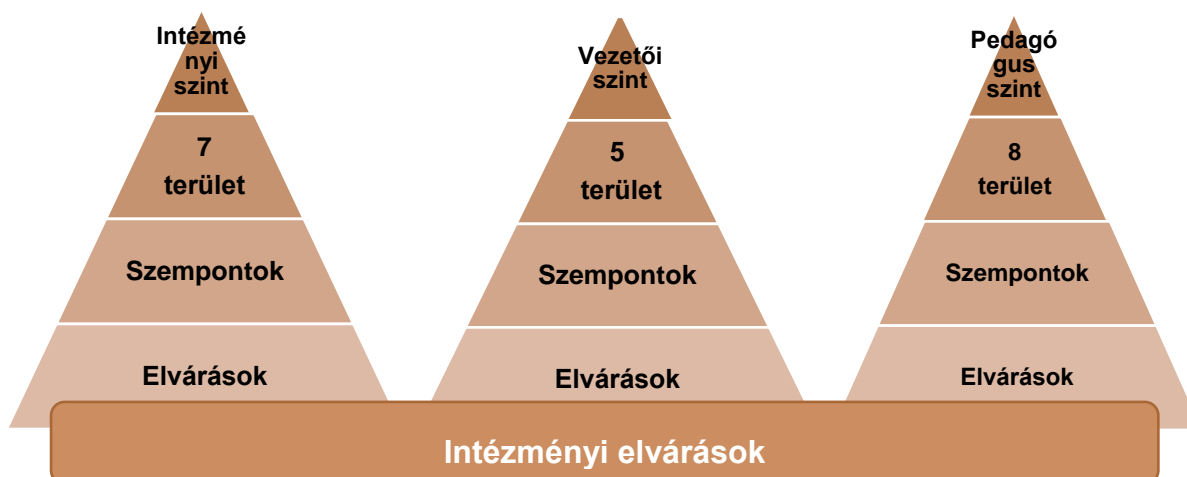 Intézmé
nyi
szint
7
terület
Szempontok
Elvárások
Vezetői
szint
5
terület
Szempontok
Elvárások
Pedagó
gus
szint
8
terület
Szempontok
Elvárások
Intézményi elvárások